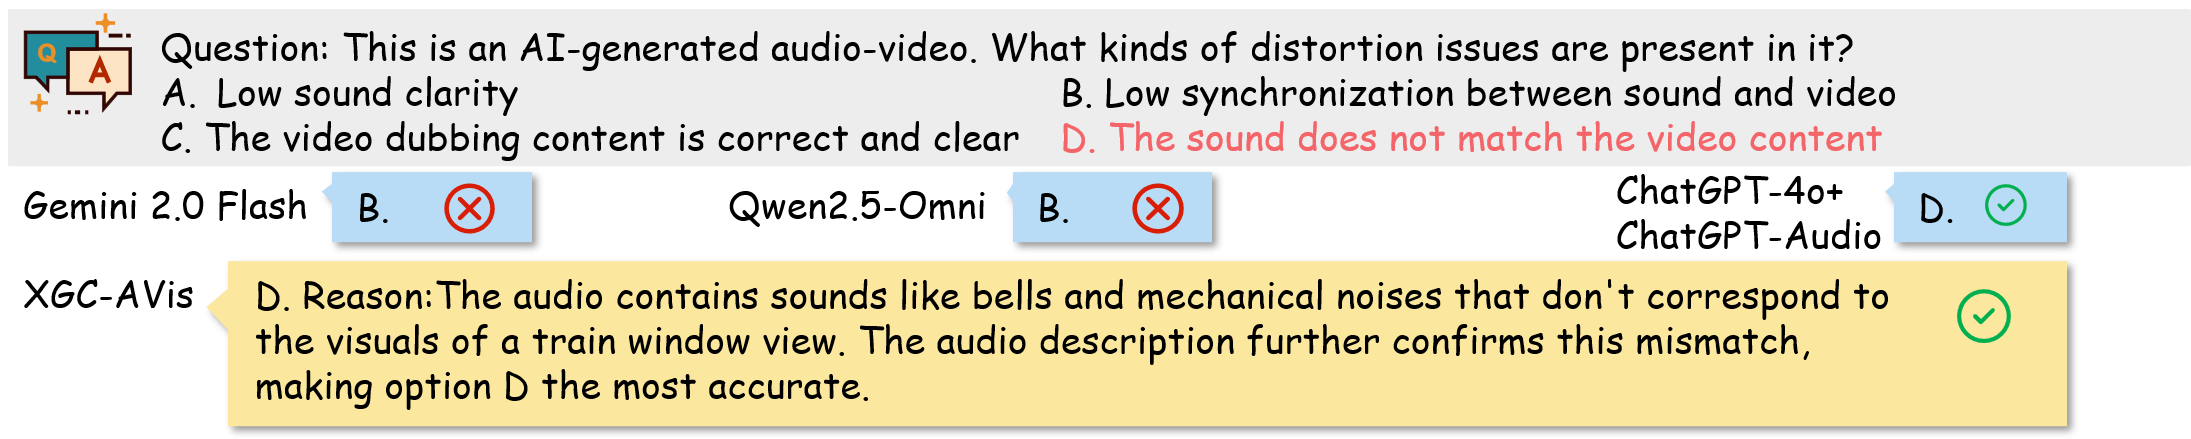 Q A
Question: This is an AI-generated audio-video. What kinds of distortion issues are present in it?
A. Low sound clarity
B. Low synchronization between sound and video
C. The video dubbing content is correct and clear
D. The sound does not match the video content
Gemini 2.0 Flash
B.
Qwen2.5-Omni
B.
ChatGPT-4o+
ChatGPT-Audio
D.
XGC-AVis
D. Reason:The audio contains sounds like bells and mechanical noises that don't correspond to
the visuals of a train window view. The audio description further confirms this mismatch,
making option D the most accurate.